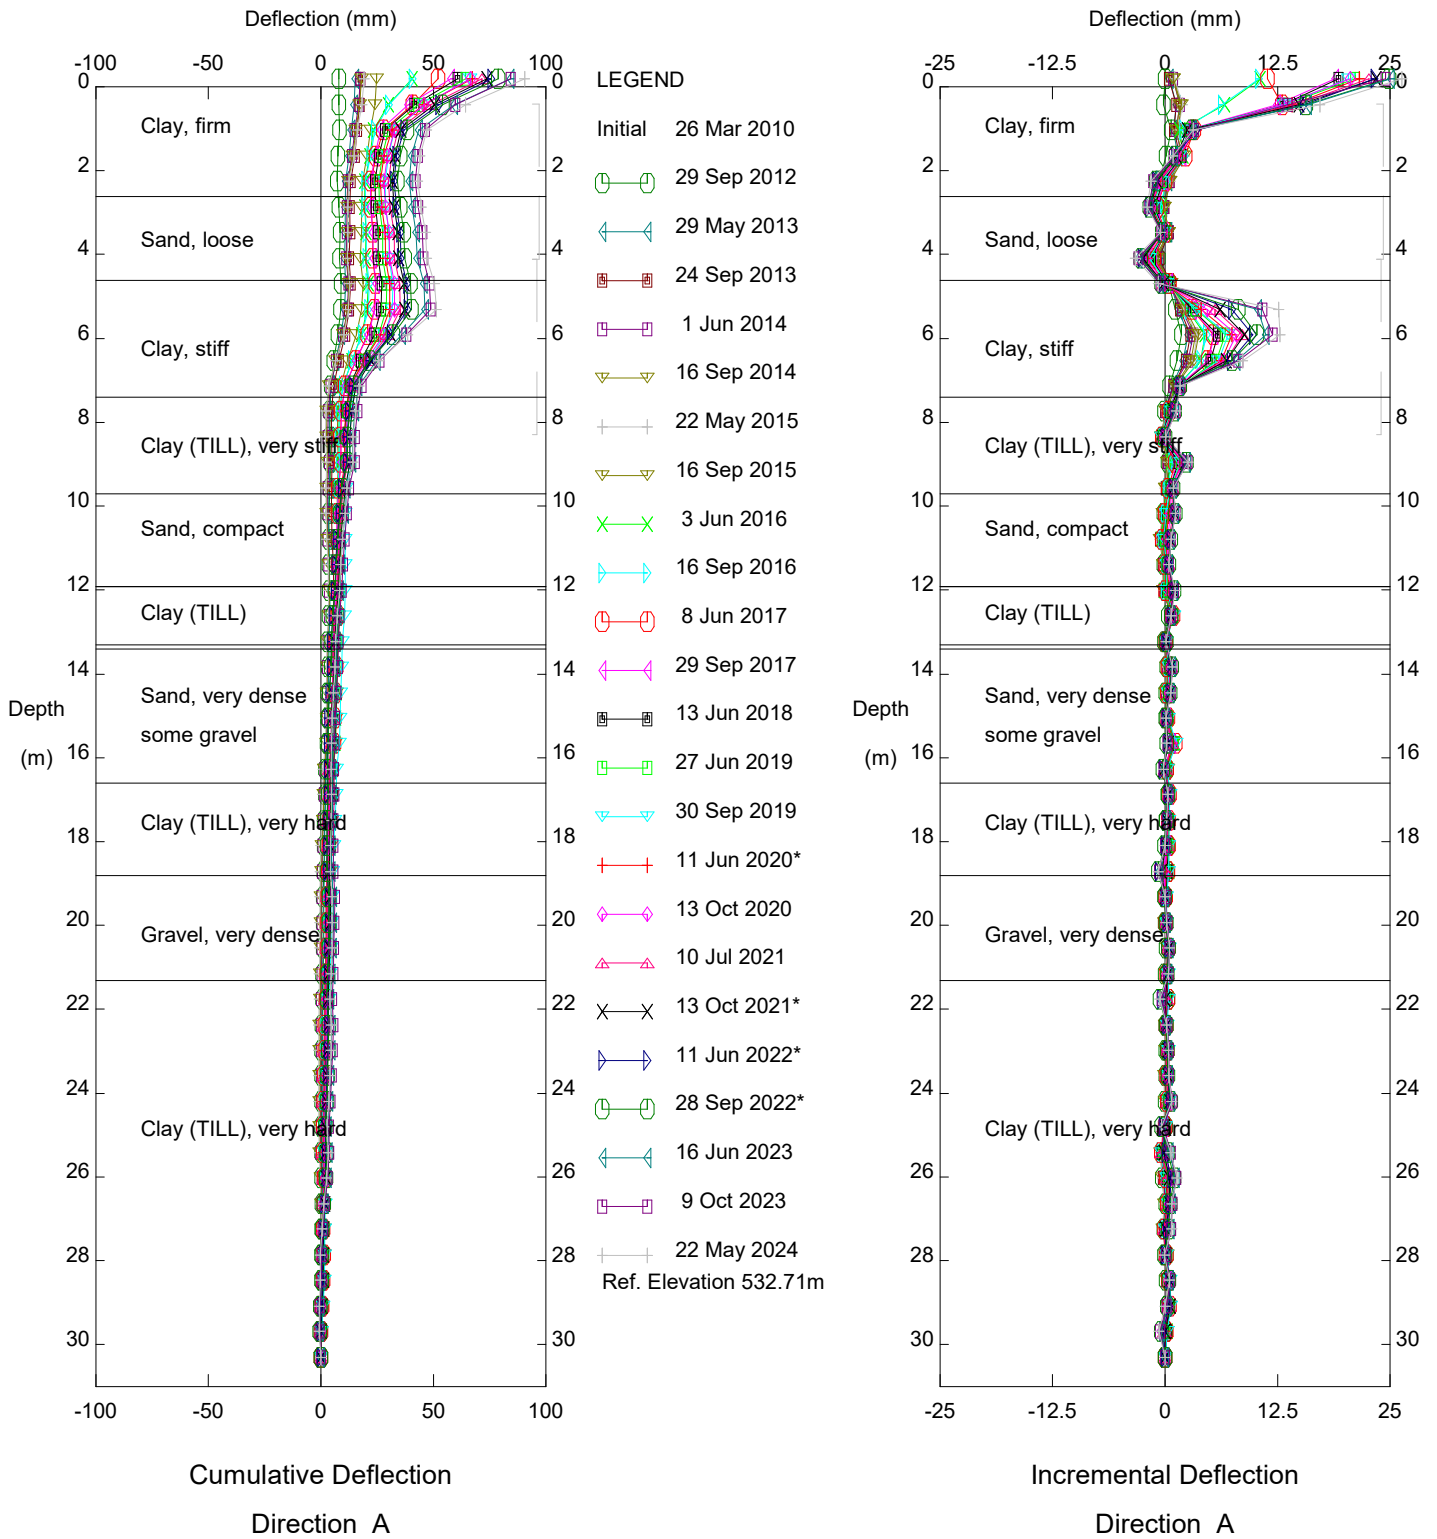 Deflection (mm)
-100 -50 0 50 100
0 0
Clay, firm
2 2
Sand, loose
4 4
Clay, stiff
6 6
8 8
Clay (TILL), very stiff
10 10
Sand, compact
12 12
Clay (TILL)
14 14
Sand, very dense
some gravel
Depth
(m)
16 16
Clay (TILL), very hard
18 18
Gravel, very dense
20 20
22 22
24 24
Clay (TILL), very hard
26 26
28 28
30 30
-100 -50 0 50 100
Cumulative Deflection
Direction A
LEGEND
Initial 26 Mar 2010
29 Sep 2012
29 May 2013
24 Sep 2013
1 Jun 2014
16 Sep 2014
22 May 2015
16 Sep 2015
3 Jun 2016
16 Sep 2016
8 Jun 2017
29 Sep 2017
13 Jun 2018
27 Jun 2019
30 Sep 2019
11 Jun 2020*
13 Oct 2020
10 Jul 2021
13 Oct 2021*
11 Jun 2022*
28 Sep 2022*
16 Jun 2023
9 Oct 2023
22 May 2024
Ref. Elevation 532.71m
Deflection (mm)
-25 -12.5 0 12.5 25
0 0
Clay, firm
2 2
Sand, loose
4 4
Clay, stiff
6 6
8 8
Clay (TILL), very stiff
10 10
Sand, compact
12 12
Clay (TILL)
14 14
Sand, very dense
some gravel
Depth
(m)
16 16
Clay (TILL), very hard
18 18
Gravel, very dense
20 20
22 22
24 24
Clay (TILL), very hard
26 26
28 28
30 30
-25 -12.5 0 12.5 25
Incremental Deflection
Direction A